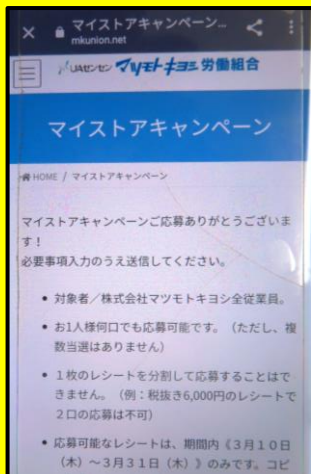 マイストアキャンペーン...
mkunion.net
UAゼンセン マツモトキヨシ 労働組合
マイストアキャンペーン
HOME / マイストアキャンペーン
マイストアキャンペーンご応募ありがとうございま
す！
必要事項入力のうえ送信してください。
• 対象者／株式会社マツモトキヨシ全従業員。
• お1人様何口でも応募可能です。（ただし、複
数当選はありません）
• 1枚のレシートを分割して応募することはで
きません。（例：税抜き6,000円のレシートで
2口の応募は不可）
• 応募可能なレシートは、期間内《3月10日
（木）～3月31日（木）》のみです。コピ